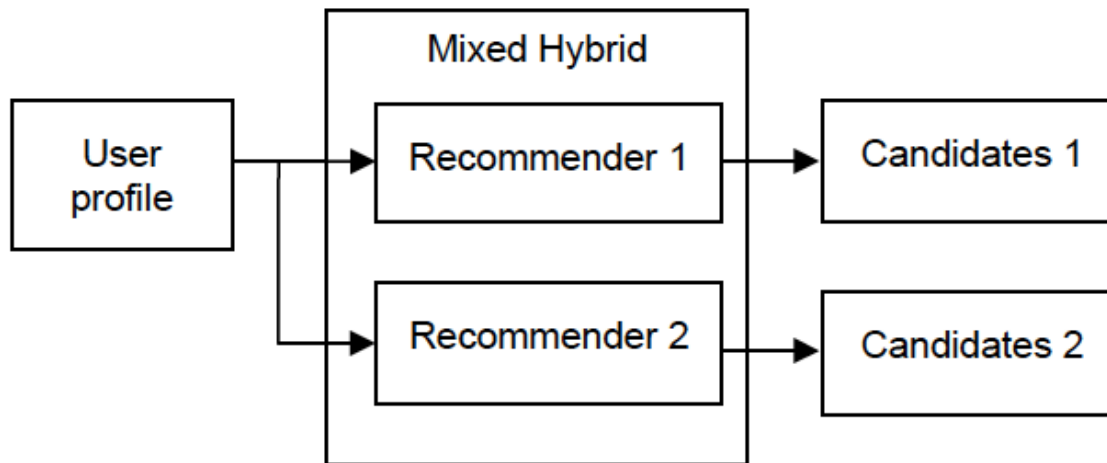 Mixed Hybrid
User
profile
Recommender 1
Candidates 1
Recommender 2
Candidates 2